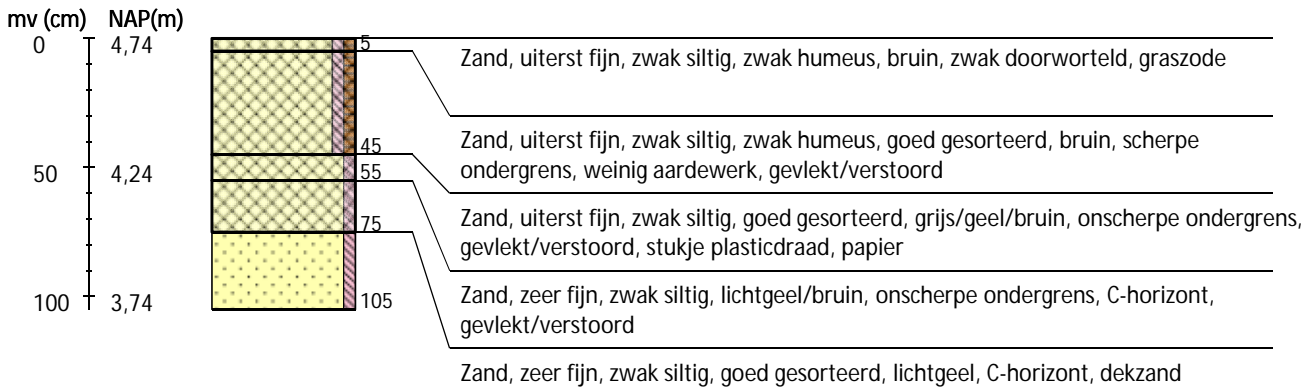 mv (cm) NAP(m)
0 4,74
5
Zand, uiterst fijn, zwak siltig, zwak humeus, bruin, zwak doorworteld, graszode
45
Zand, uiterst fijn, zwak siltig, zwak humeus, goed gesorteerd, bruin, scherpe
ondergrens, weinig aardewerk, gevlekt/verstoord
50 4,24
55
Zand, uiterst fijn, zwak siltig, goed gesorteerd, grijs/geel/bruin, onscherpe ondergrens,
gevlekt/verstoord, stukje plasticdraad, papier
75
Zand, zeer fijn, zwak siltig, lichtgeel/bruin, onscherpe ondergrens, C-horizont,
gevlekt/verstoord
100 3,74
105
Zand, zeer fijn, zwak siltig, goed gesorteerd, lichtgeel, C-horizont, dekzand